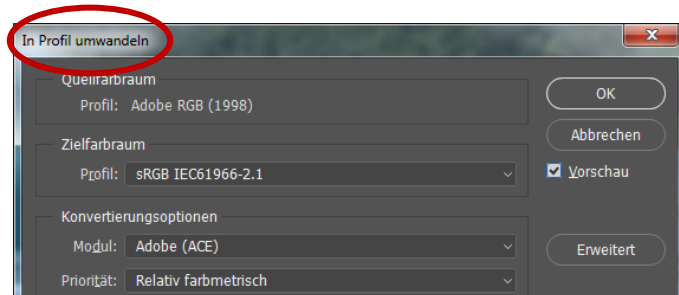 In Profil umwandeln
Quellfarbraum
Profil: Adobe RGB (1998)
OK
Zielfarbraum
Abbrechen
Profil: sRGB IEC61966-2.1
Vorschau
Konvertierungsoptionen
Modul: Adobe (ACE)
Erweitert
Priorität: Relativ farbmetrisch